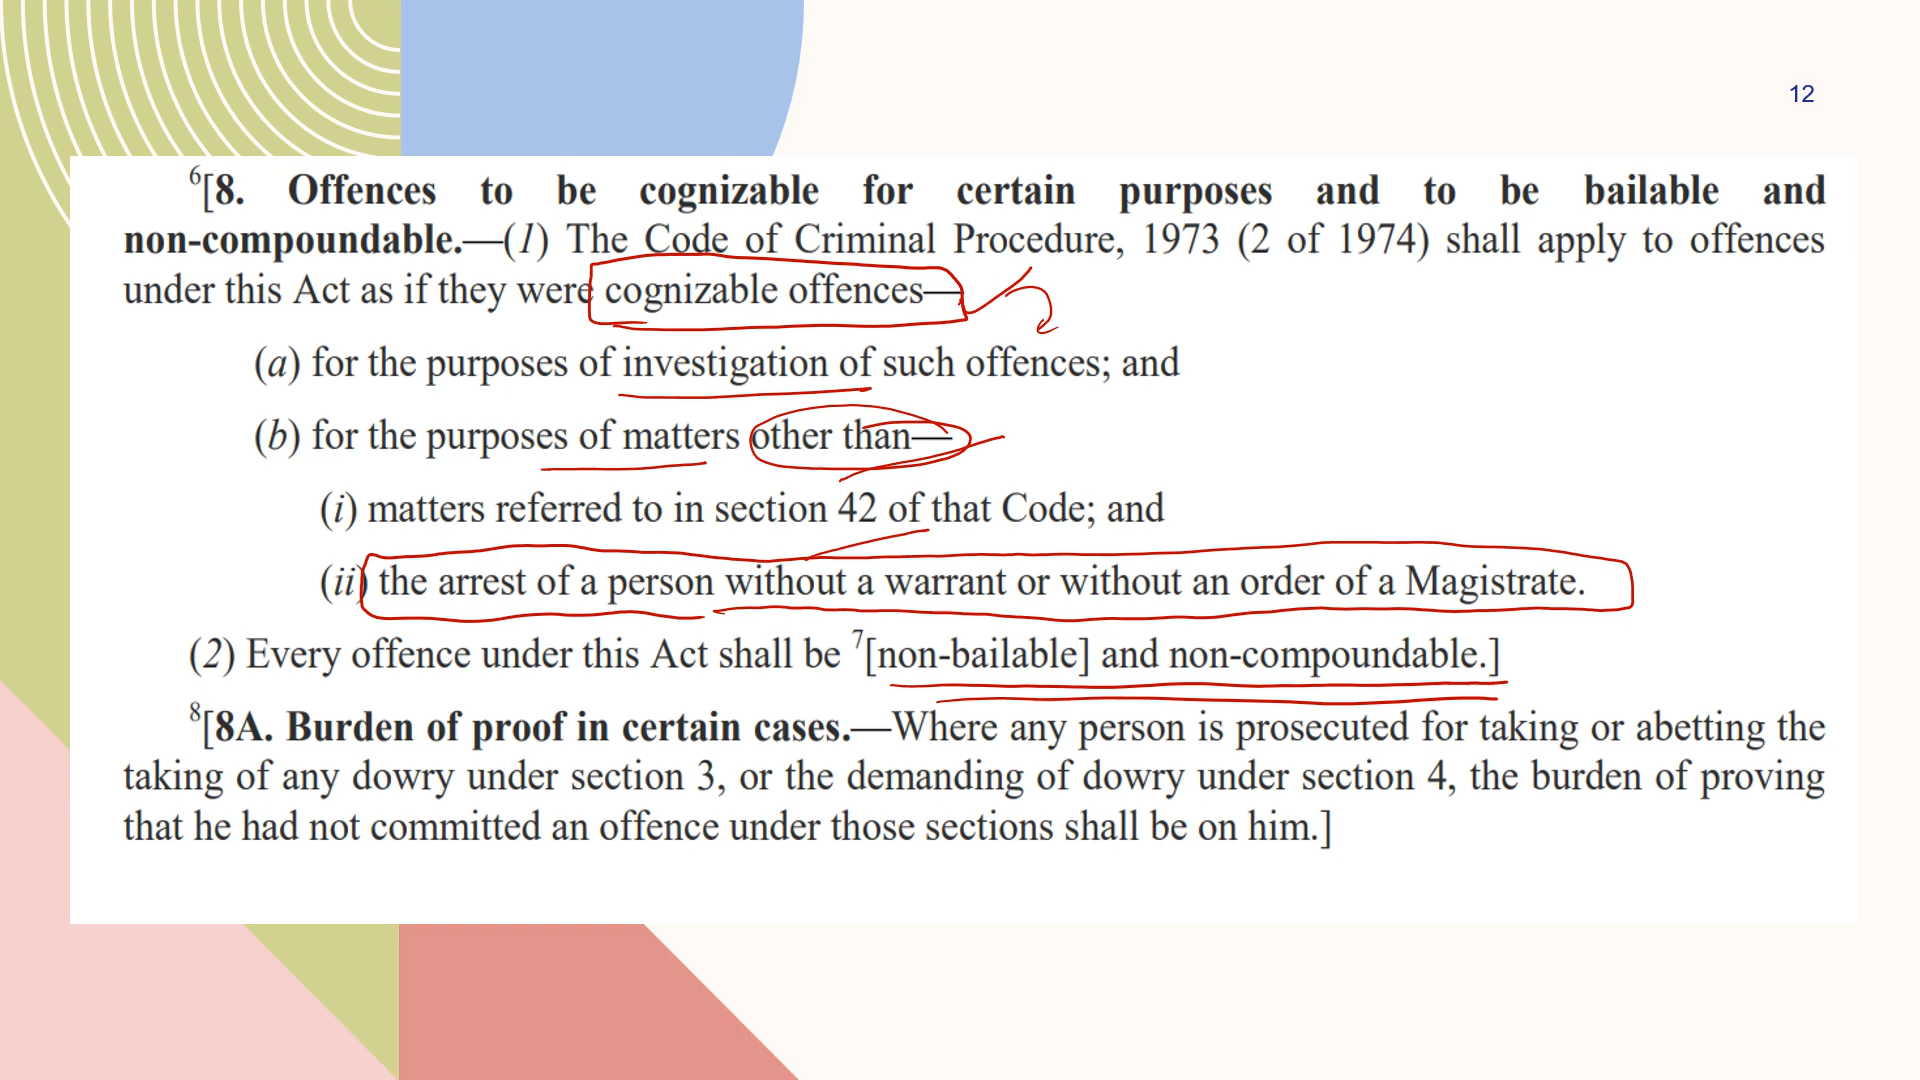 12
6[8. Offences to be cognizable for certain purposes and to be bailable and
non-compoundable.—(1) The Code of Criminal Procedure, 1973 (2 of 1974) shall apply to offences
under this Act as if they were cognizable offences—
(a) for the purposes of investigation of such offences; and
(b) for the purposes of matters other than—
(i) matters referred to in section 42 of that Code; and
(ii) the arrest of a person without a warrant or without an order of a Magistrate.
(2) Every offence under this Act shall be 7[non-bailable] and non-compoundable.]
8[8A. Burden of proof in certain cases.—Where any person is prosecuted for taking or abetting the
taking of any dowry under section 3, or the demanding of dowry under section 4, the burden of proving
that he had not committed an offence under those sections shall be on him.]